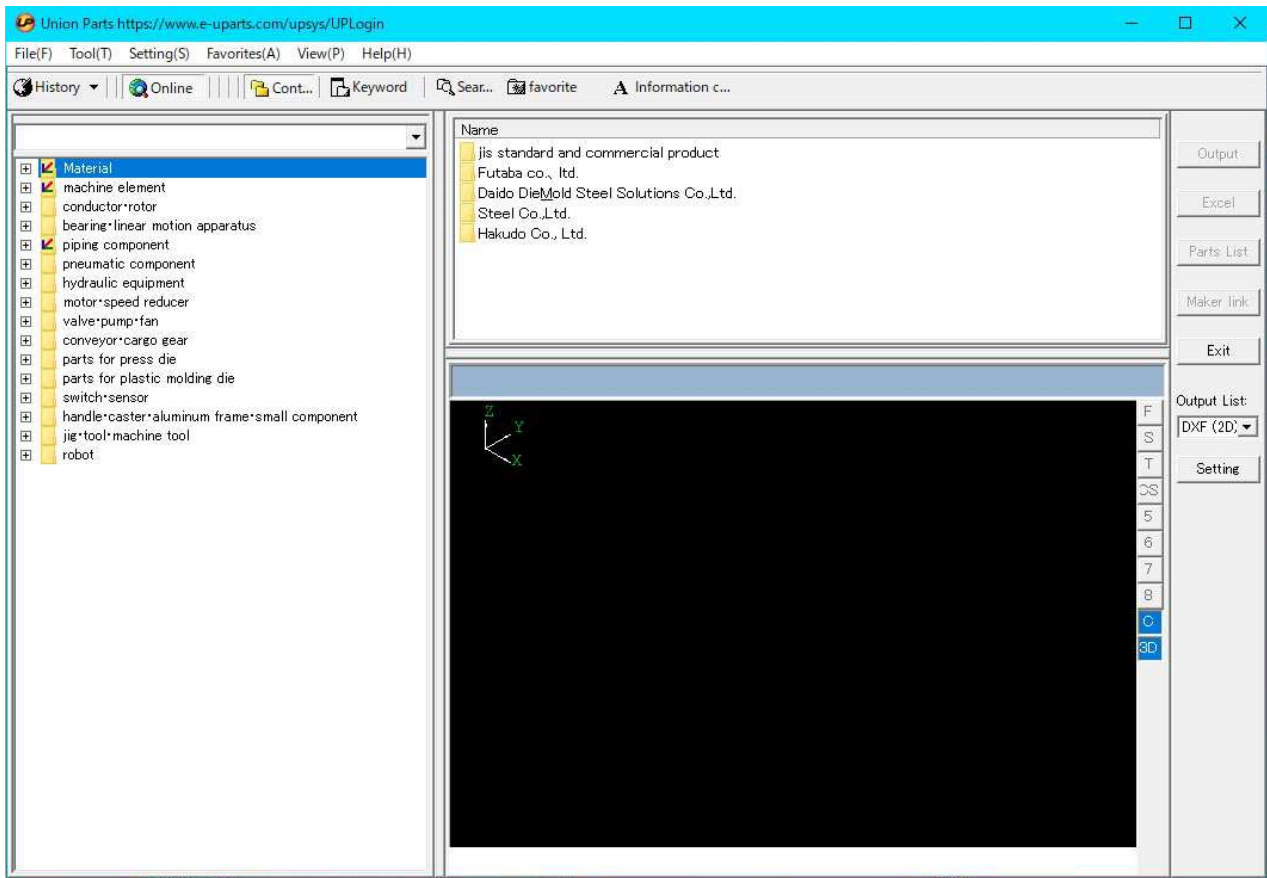 Union Parts https://www.e-uparts.com/upsys/UPLogin
File(F) Tool(T) Setting(S) Favorites(A) View(P) Help(H)
History Online Cont... Keyword Sear... favorite A Information c...
Material
machine element
conductor・rotor
bearing・linear motion apparatus
piping component
pneumatic component
hydraulic equipment
motor・speed reducer
valve・pump・fan
conveyor・cargo gear
parts for press die
parts for plastic molding die
switch・sensor
handle・caster・aluminum frame・small component
jig・tool・machine tool
robot
Name
jis standard and commercial product
Futaba co., ltd.
Daido DieMold Steel Solutions Co.,Ltd.
Steel Co.,Ltd.
Hakudo Co., Ltd.
Z
Y
X
F
S
T
OS
5
6
7
8
C
3D
Output
Excel
Parts List
Maker link
Exit
Output List:
DXF (2D)
Setting